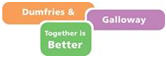 Dumfries &
Galloway
Together is
Better